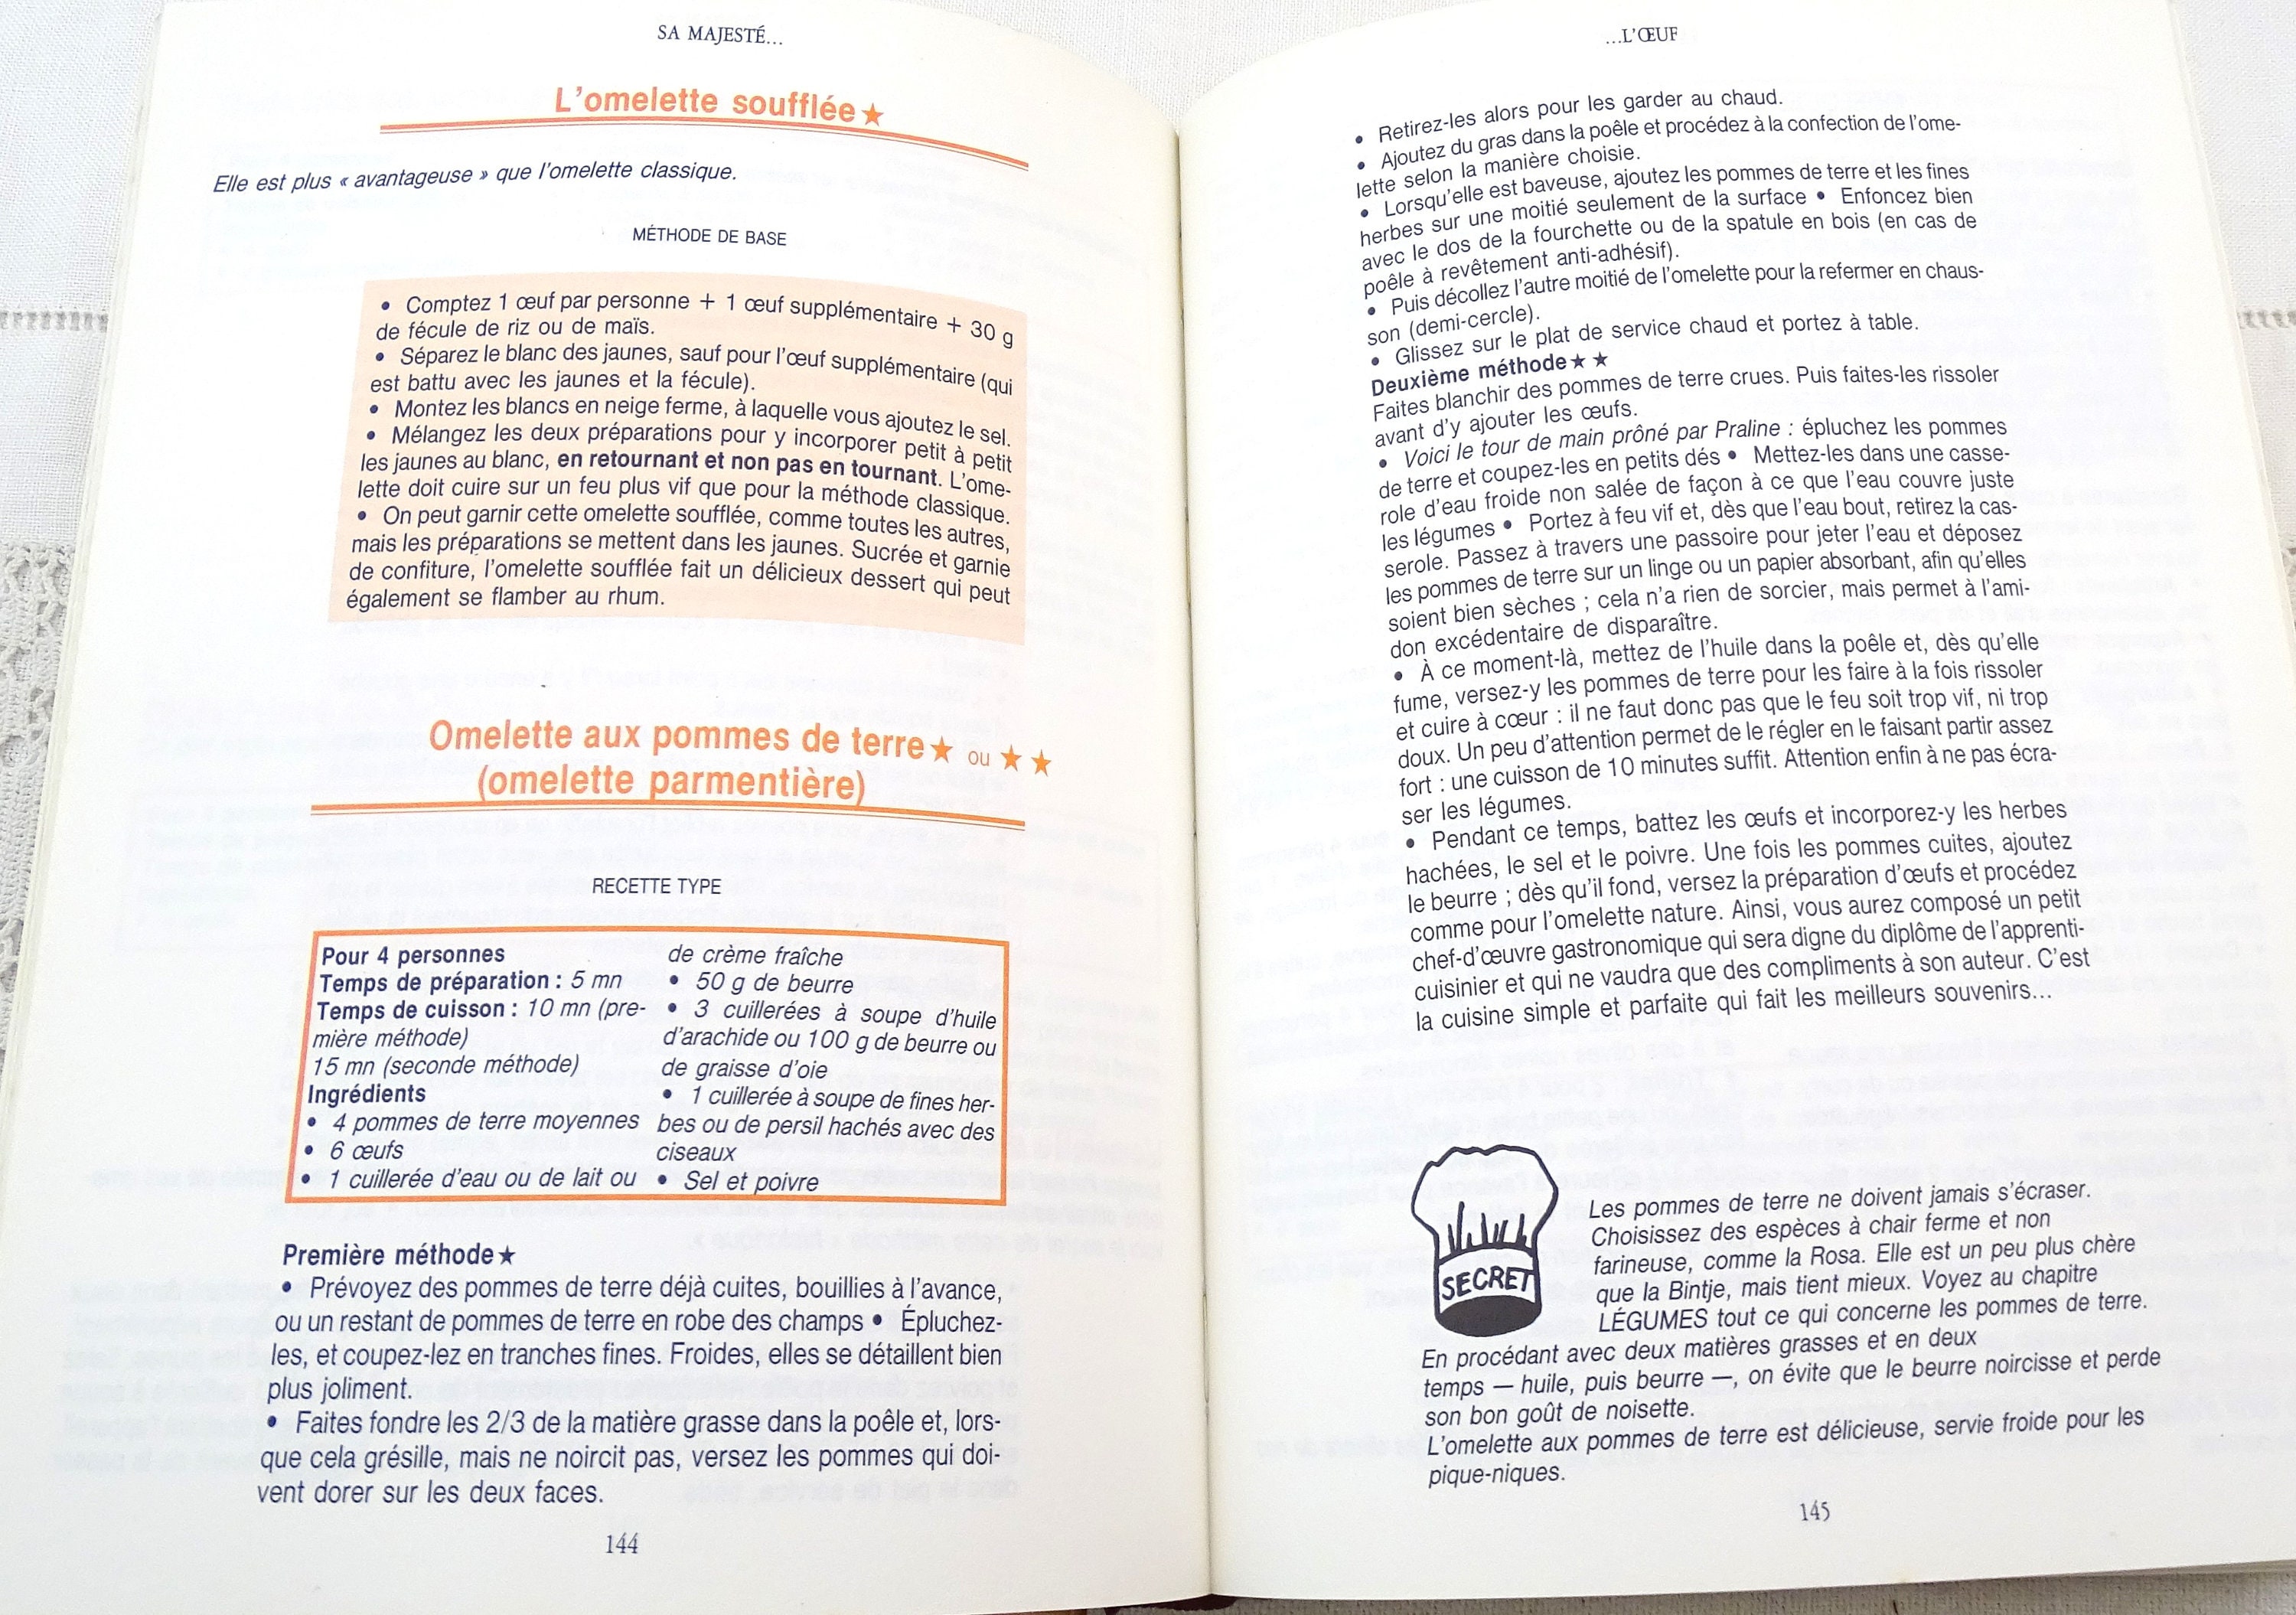 SA MAJESTÉ...
L'omelette soufflée★
Elle est plus « avantageuse » que l'omelette classique.
MÉTHODE DE BASE
• Comptez 1 œuf par personne + 1 œuf supplémentaire + 30 g
de fécule de riz ou de maïs.
• Séparez le blanc des jaunes, sauf pour l'œuf supplémentaire (qui
est battu avec les jaunes et la fécule).
• Montez les blancs en neige ferme, à laquelle vous ajoutez le sel.
• Mélangez les deux préparations pour y incorporer petit à petit
les jaunes au blanc, en retournant et non pas en tournant. L'ome-
lette doit cuire sur un feu plus vif que pour la méthode classique.
• On peut garnir cette omelette soufflée, comme toutes les autres,
mais les préparations se mettent dans les jaunes. Sucrée et garnie
de confiture, l'omelette soufflée fait un délicieux dessert qui peut
également se flamber au rhum.
Omelette aux pommes de terre★ ou ★★
(omelette parmentière)
RECETTE TYPE
Pour 4 personnes
Temps de préparation : 5 mn
Temps de cuisson : 10 mn (pre-
mière méthode)
15 mn (seconde méthode)
Ingrédients
• 4 pommes de terre moyennes
• 6 œufs
• 1 cuillerée d'eau ou de lait ou
de crème fraîche
• 50 g de beurre
• 3 cuillerées à soupe d'huile
d'arachide ou 100 g de beurre ou
de graisse d'oie
• 1 cuillerée à soupe de fines her-
bes ou de persil hachés avec des
ciseaux
• Sel et poivre
Première méthode★
• Prévoyez des pommes de terre déjà cuites, bouillies à l'avance,
ou un restant de pommes de terre en robe des champs • Épluchez-
les, et coupez-lez en tranches fines. Froides, elles se détaillent bien
plus joliment.
• Faites fondre les 2/3 de la matière grasse dans la poêle et, lors-
que cela grésille, mais ne noircit pas, versez les pommes qui doi-
vent dorer sur les deux faces.
144
...L'ŒUF
• Retirez-les alors pour les garder au chaud.
• Ajoutez du gras dans la poêle et procédez à la confection de l'ome-
lette selon la manière choisie.
• Lorsqu'elle est baveuse, ajoutez les pommes de terre et les fines
herbes sur une moitié seulement de la surface • Enfoncez bien
avec le dos de la fourchette ou de la spatule en bois (en cas de
poêle à revêtement anti-adhésif).
• Puis décollez l'autre moitié de l'omelette pour la refermer en chaus-
son (demi-cercle).
• Glissez sur le plat de service chaud et portez à table.
Deuxième méthode★★
Faites blanchir des pommes de terre crues. Puis faites-les rissoler
avant d'y ajouter les œufs.
• Voici le tour de main prôné par Praline : épluchez les pommes
de terre et coupez-les en petits dés • Mettez-les dans une casse-
role d'eau froide non salée de façon à ce que l'eau couvre juste
les légumes • Portez à feu vif et, dès que l'eau bout, retirez la cas-
serole. Passez à travers une passoire pour jeter l'eau et déposez
les pommes de terre sur un linge ou un papier absorbant, afin qu'elles
soient bien sèches ; cela n'a rien de sorcier, mais permet à l'ami-
don excédentaire de disparaître.
• À ce moment-là, mettez de l'huile dans la poêle et, dès qu'elle
fume, versez-y les pommes de terre pour les faire à la fois rissoler
et cuire à cœur : il ne faut donc pas que le feu soit trop vif, ni trop
doux. Un peu d'attention permet de le régler en le faisant partir assez
fort : une cuisson de 10 minutes suffit. Attention enfin à ne pas écra-
ser les légumes.
• Pendant ce temps, battez les œufs et incorporez-y les herbes
hachées, le sel et le poivre. Une fois les pommes cuites, ajoutez
le beurre ; dès qu'il fond, versez la préparation d'œufs et procédez
comme pour l'omelette nature. Ainsi, vous aurez composé un petit
chef-d'œuvre gastronomique qui sera digne du diplôme de l'apprenti-
cuisinier et qui ne vaudra que des compliments à son auteur. C'est
la cuisine simple et parfaite qui fait les meilleurs souvenirs...
SECRET
Les pommes de terre ne doivent jamais s'écraser.
Choisissez des espèces à chair ferme et non
farineuse, comme la Rosa. Elle est un peu plus chère
que la Bintje, mais tient mieux. Voyez au chapitre
LÉGUMES tout ce qui concerne les pommes de terre.
En procédant avec deux matières grasses et en deux
temps — huile, puis beurre —, on évite que le beurre noircisse et perde
son bon goût de noisette.
L'omelette aux pommes de terre est délicieuse, servie froide pour les
pique-niques.
145